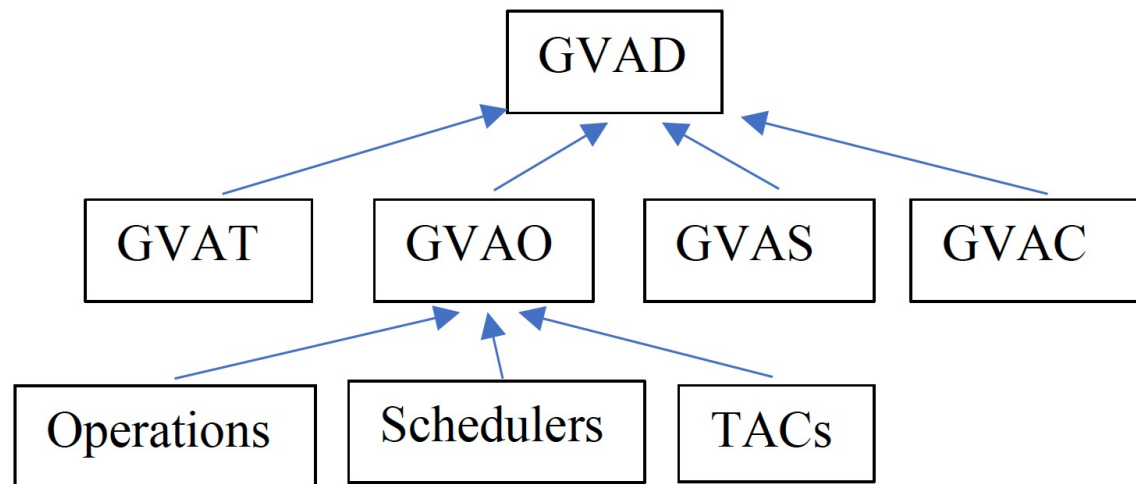 GVAD
GVAT
GVAO
GVAS
GVAC
Operations
Schedulers
TACs